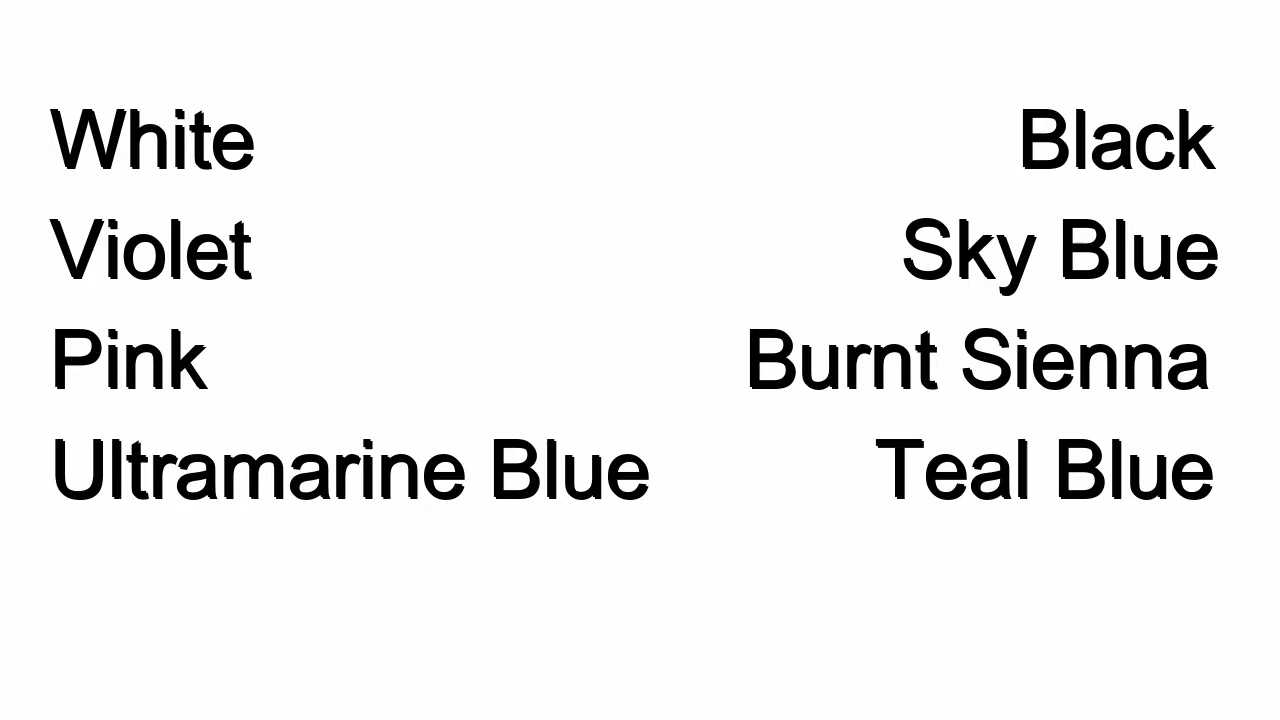 White
Violet
Pink
Ultramarine Blue
Black
Sky Blue
Burnt Sienna
Teal Blue